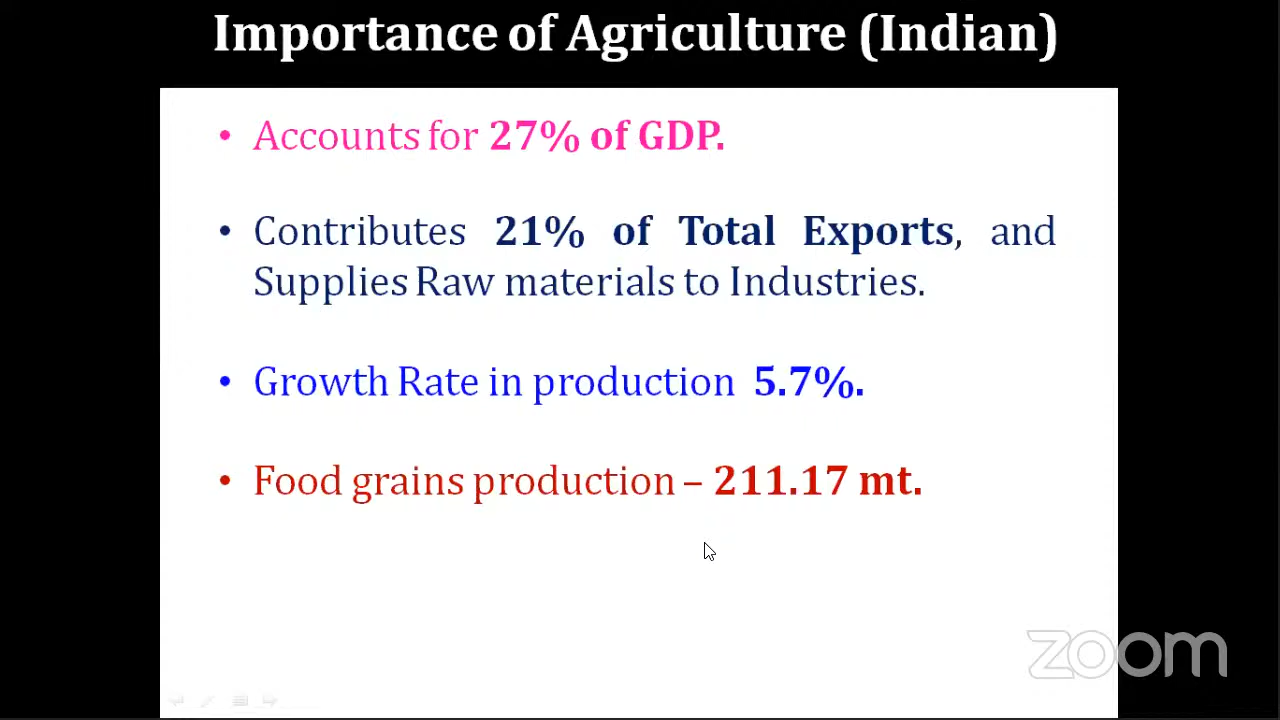 Importance of Agriculture (Indian)
• Accounts for 27% of GDP.
• Contributes 21% of Total Exports, and
Supplies Raw materials to Industries.
• Growth Rate in production 5.7%.
• Food grains production – 211.17 mt.
zoom